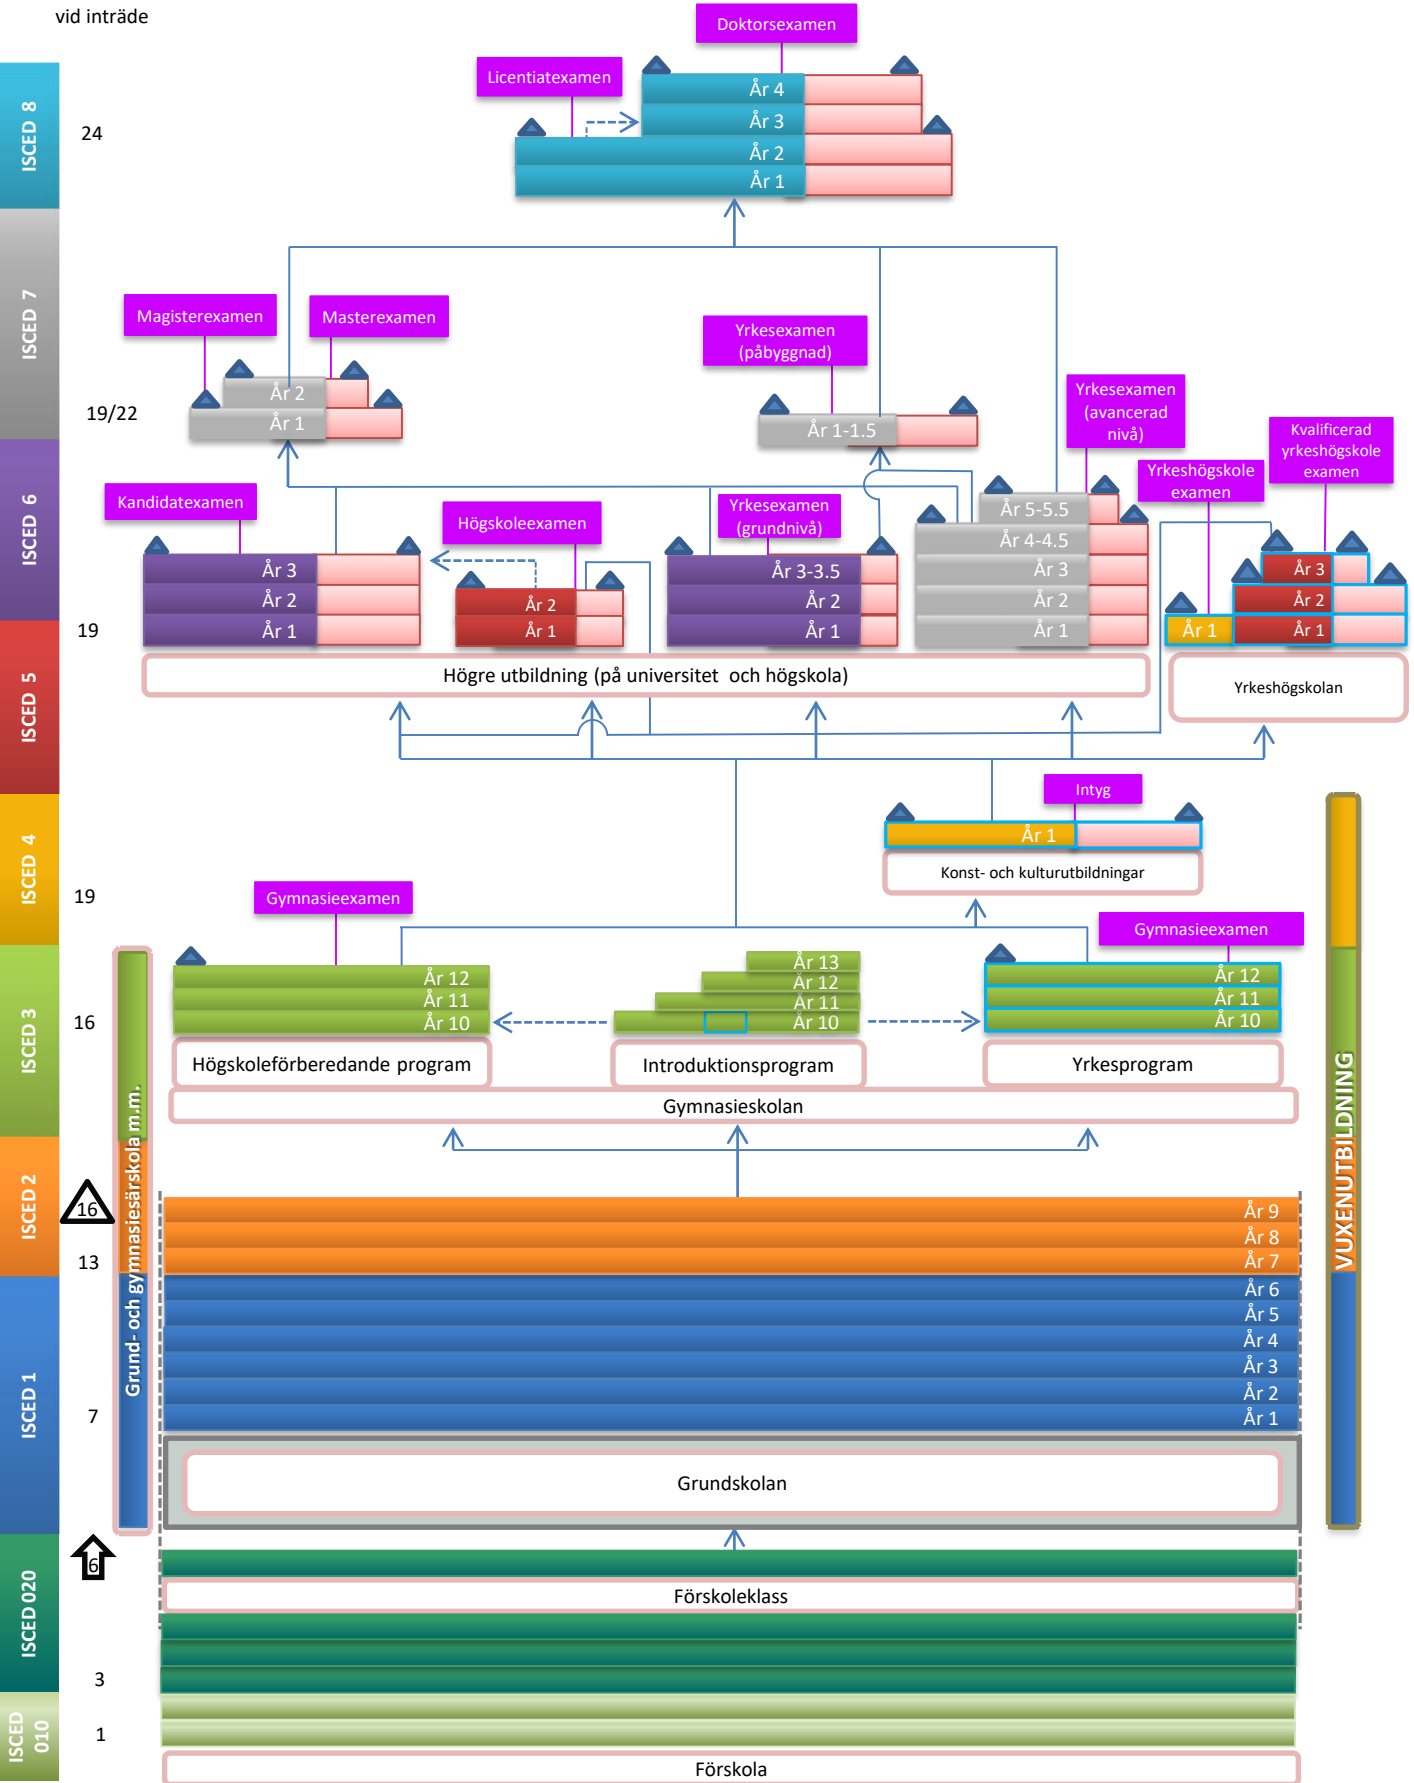 vid inträde
Doktorsexamen
Licentiatexamen
ISCED 8
24
År 4
År 3
År 2
År 1
ISCED 7
Magisterexamen
Masterexamen
Yrkesexamen
(påbyggnad)
19/22
År 2
År 1
År 1-1.5
Yrkesexamen
(avancerad
nivå)
Kvalificerad
yrkeshögskole
examen
Yrkeshögskole
examen
ISCED 6
Kandidatexamen
Högskoleexamen
Yrkesexamen
(grundnivå)
År 3
År 2
År 1
År 2
År 1
År 3-3.5
År 2
År 1
År 5-5.5
År 4-4.5
År 3
År 2
År 1
År 1
År 3
År 2
År 1
19
ISCED 5
Högre utbildning (på universitet och högskola)
Yrkeshögskolan
Intyg
ISCED 4
År 1
Konst- och kulturutbildningar
19
Gymnasieexamen
Gymnasieexamen
ISCED 3
16
År 12
År 11
År 10
År 13
År 12
År 11
År 10
År 12
År 11
År 10
Högskoleförberedande program
Introduktionsprogram
Yrkesprogram
Gymnasieskolan
Grund- och gymnasiesärskola m.m.
VUXENUTBILDNING
ISCED 2
16
13
År 9
År 8
År 7
ISCED 1
År 6
År 5
År 4
År 3
År 2
År 1
7
Grundskolan
6
ISCED 020
Förskoleklass
3
ISCED
010
1
Förskola